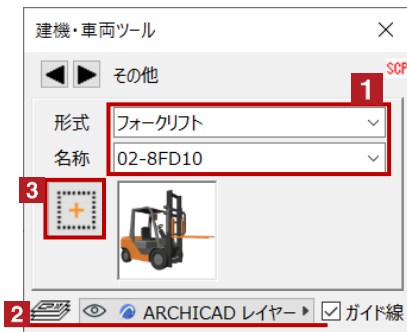 建機・車両ツール
その他
SCP
1
形式 フォークリフト
名称 02-8FD10
3
2
ARCHICAD レイヤー
ガイド線